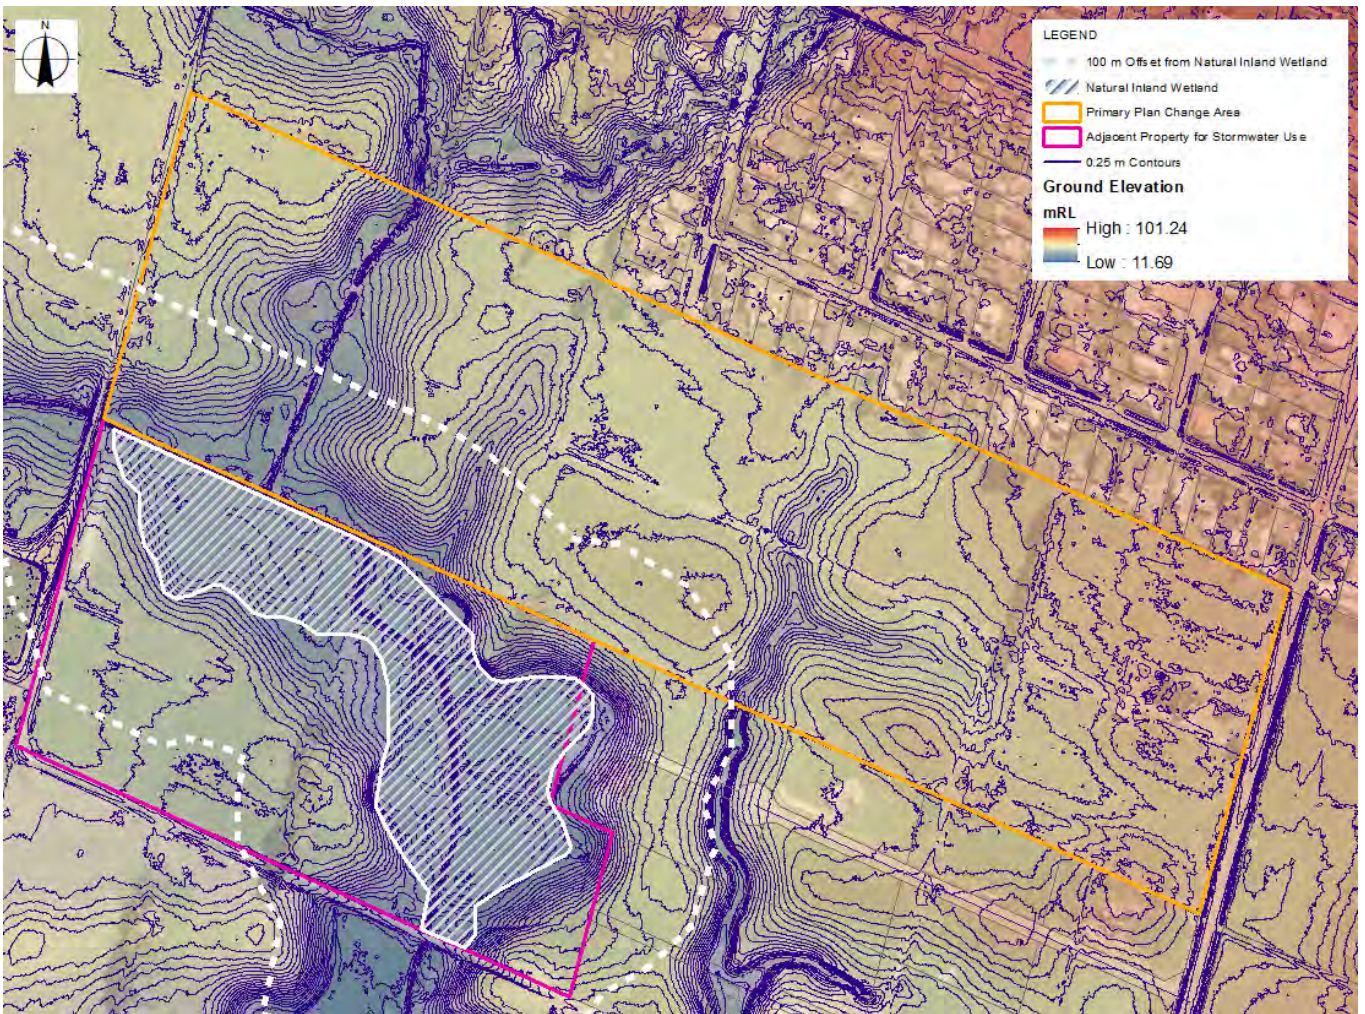 N
LEGEND
100 m Offset from Natural Inland Wetland
Natural Inland Wetland
Primary Plan Change Area
Adjacent Property for Stormwater Use
0.25 m Contours
Ground Elevation
mRL
High : 101.24
Low : 11.69